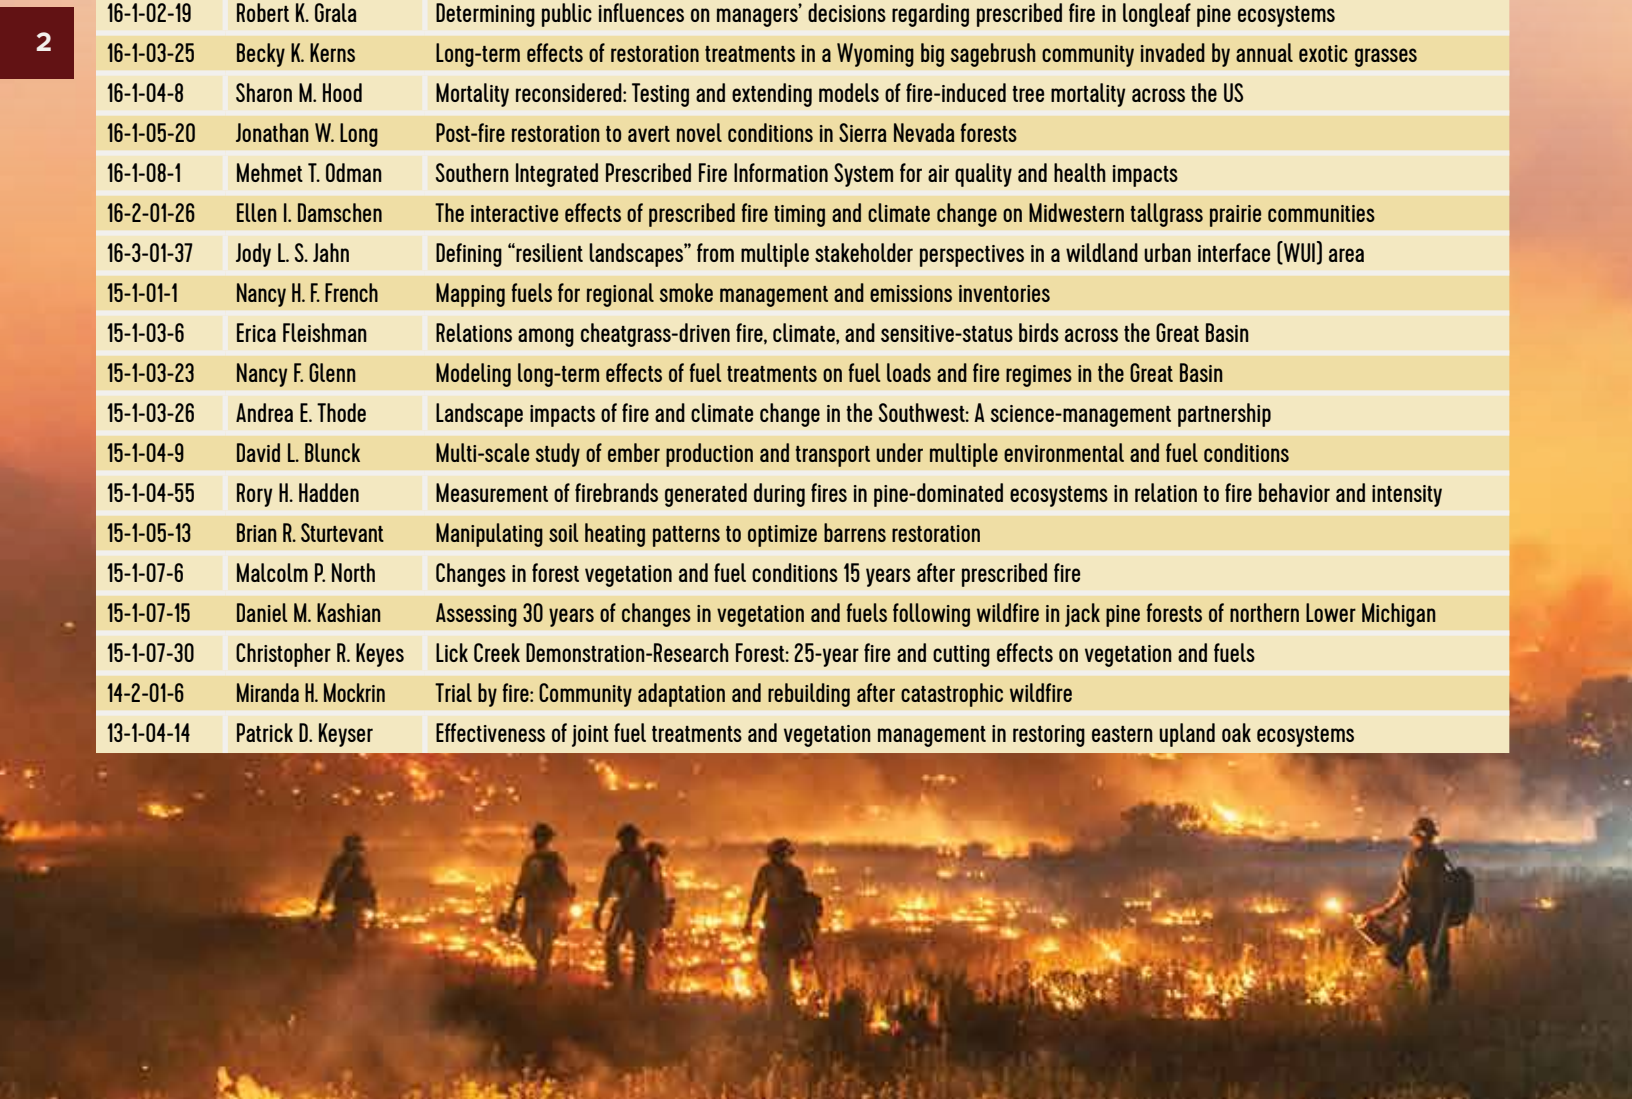 2
16-1-02-19 Robert K. Grala Determining public influences on managers’ decisions regarding prescribed fire in longleaf pine ecosystems
16-1-03-25 Becky K. Kerns Long-term effects of restoration treatments in a Wyoming big sagebrush community invaded by annual exotic grasses
16-1-04-8 Sharon M. Hood Mortality reconsidered: Testing and extending models of fire-induced tree mortality across the US
16-1-05-20 Jonathan W. Long Post-fire restoration to avert novel conditions in Sierra Nevada forests
16-1-08-1 Mehmet T. Odman Southern Integrated Prescribed Fire Information System for air quality and health impacts
16-2-01-26 Ellen I. Damschen The interactive effects of prescribed fire timing and climate change on Midwestern tallgrass prairie communities
16-3-01-37 Jody L. S. Jahn Defining “resilient landscapes” from multiple stakeholder perspectives in a wildland urban interface (WUI) area
15-1-01-1 Nancy H. F. French Mapping fuels for regional smoke management and emissions inventories
15-1-03-6 Erica Fleishman Relations among cheatgrass-driven fire, climate, and sensitive-status birds across the Great Basin
15-1-03-23 Nancy F. Glenn Modeling long-term effects of fuel treatments on fuel loads and fire regimes in the Great Basin
15-1-03-26 Andrea E. Thode Landscape impacts of fire and climate change in the Southwest: A science-management partnership
15-1-04-9 David L. Blunck Multi-scale study of ember production and transport under multiple environmental and fuel conditions
15-1-04-55 Rory H. Hadden Measurement of firebrands generated during fires in pine-dominated ecosystems in relation to fire behavior and intensity
15-1-05-13 Brian R. Sturtevant Manipulating soil heating patterns to optimize barrens restoration
15-1-07-6 Malcolm P. North Changes in forest vegetation and fuel conditions 15 years after prescribed fire
15-1-07-15 Daniel M. Kashian Assessing 30 years of changes in vegetation and fuels following wildfire in jack pine forests of northern Lower Michigan
15-1-07-30 Christopher R. Keyes Lick Creek Demonstration-Research Forest: 25-year fire and cutting effects on vegetation and fuels
14-2-01-6 Miranda H. Mockrin Trial by fire: Community adaptation and rebuilding after catastrophic wildfire
13-1-04-14 Patrick D. Keyser Effectiveness of joint fuel treatments and vegetation management in restoring eastern upland oak ecosystems